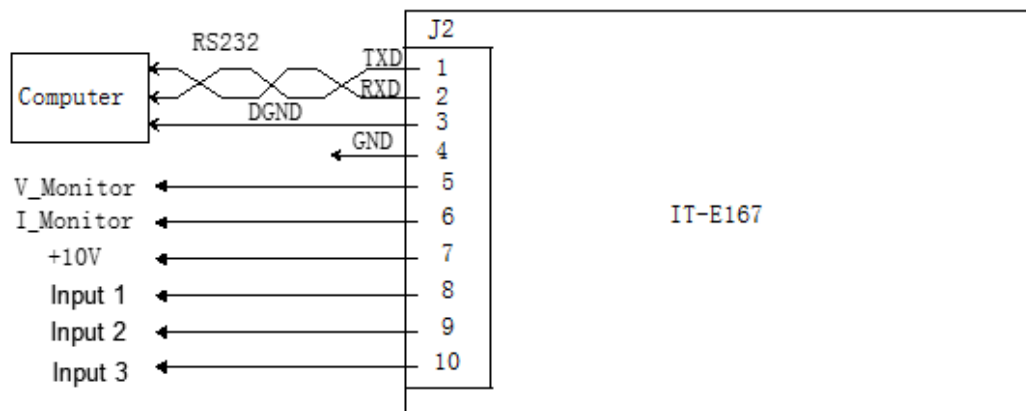 J2
RS232
TXD
1
Computer
RXD
2
DGND
3
GND
4
V_Monitor
5
I_Monitor
6
IT-E167
+10V
7
Input 1
8
Input 2
9
Input 3
10